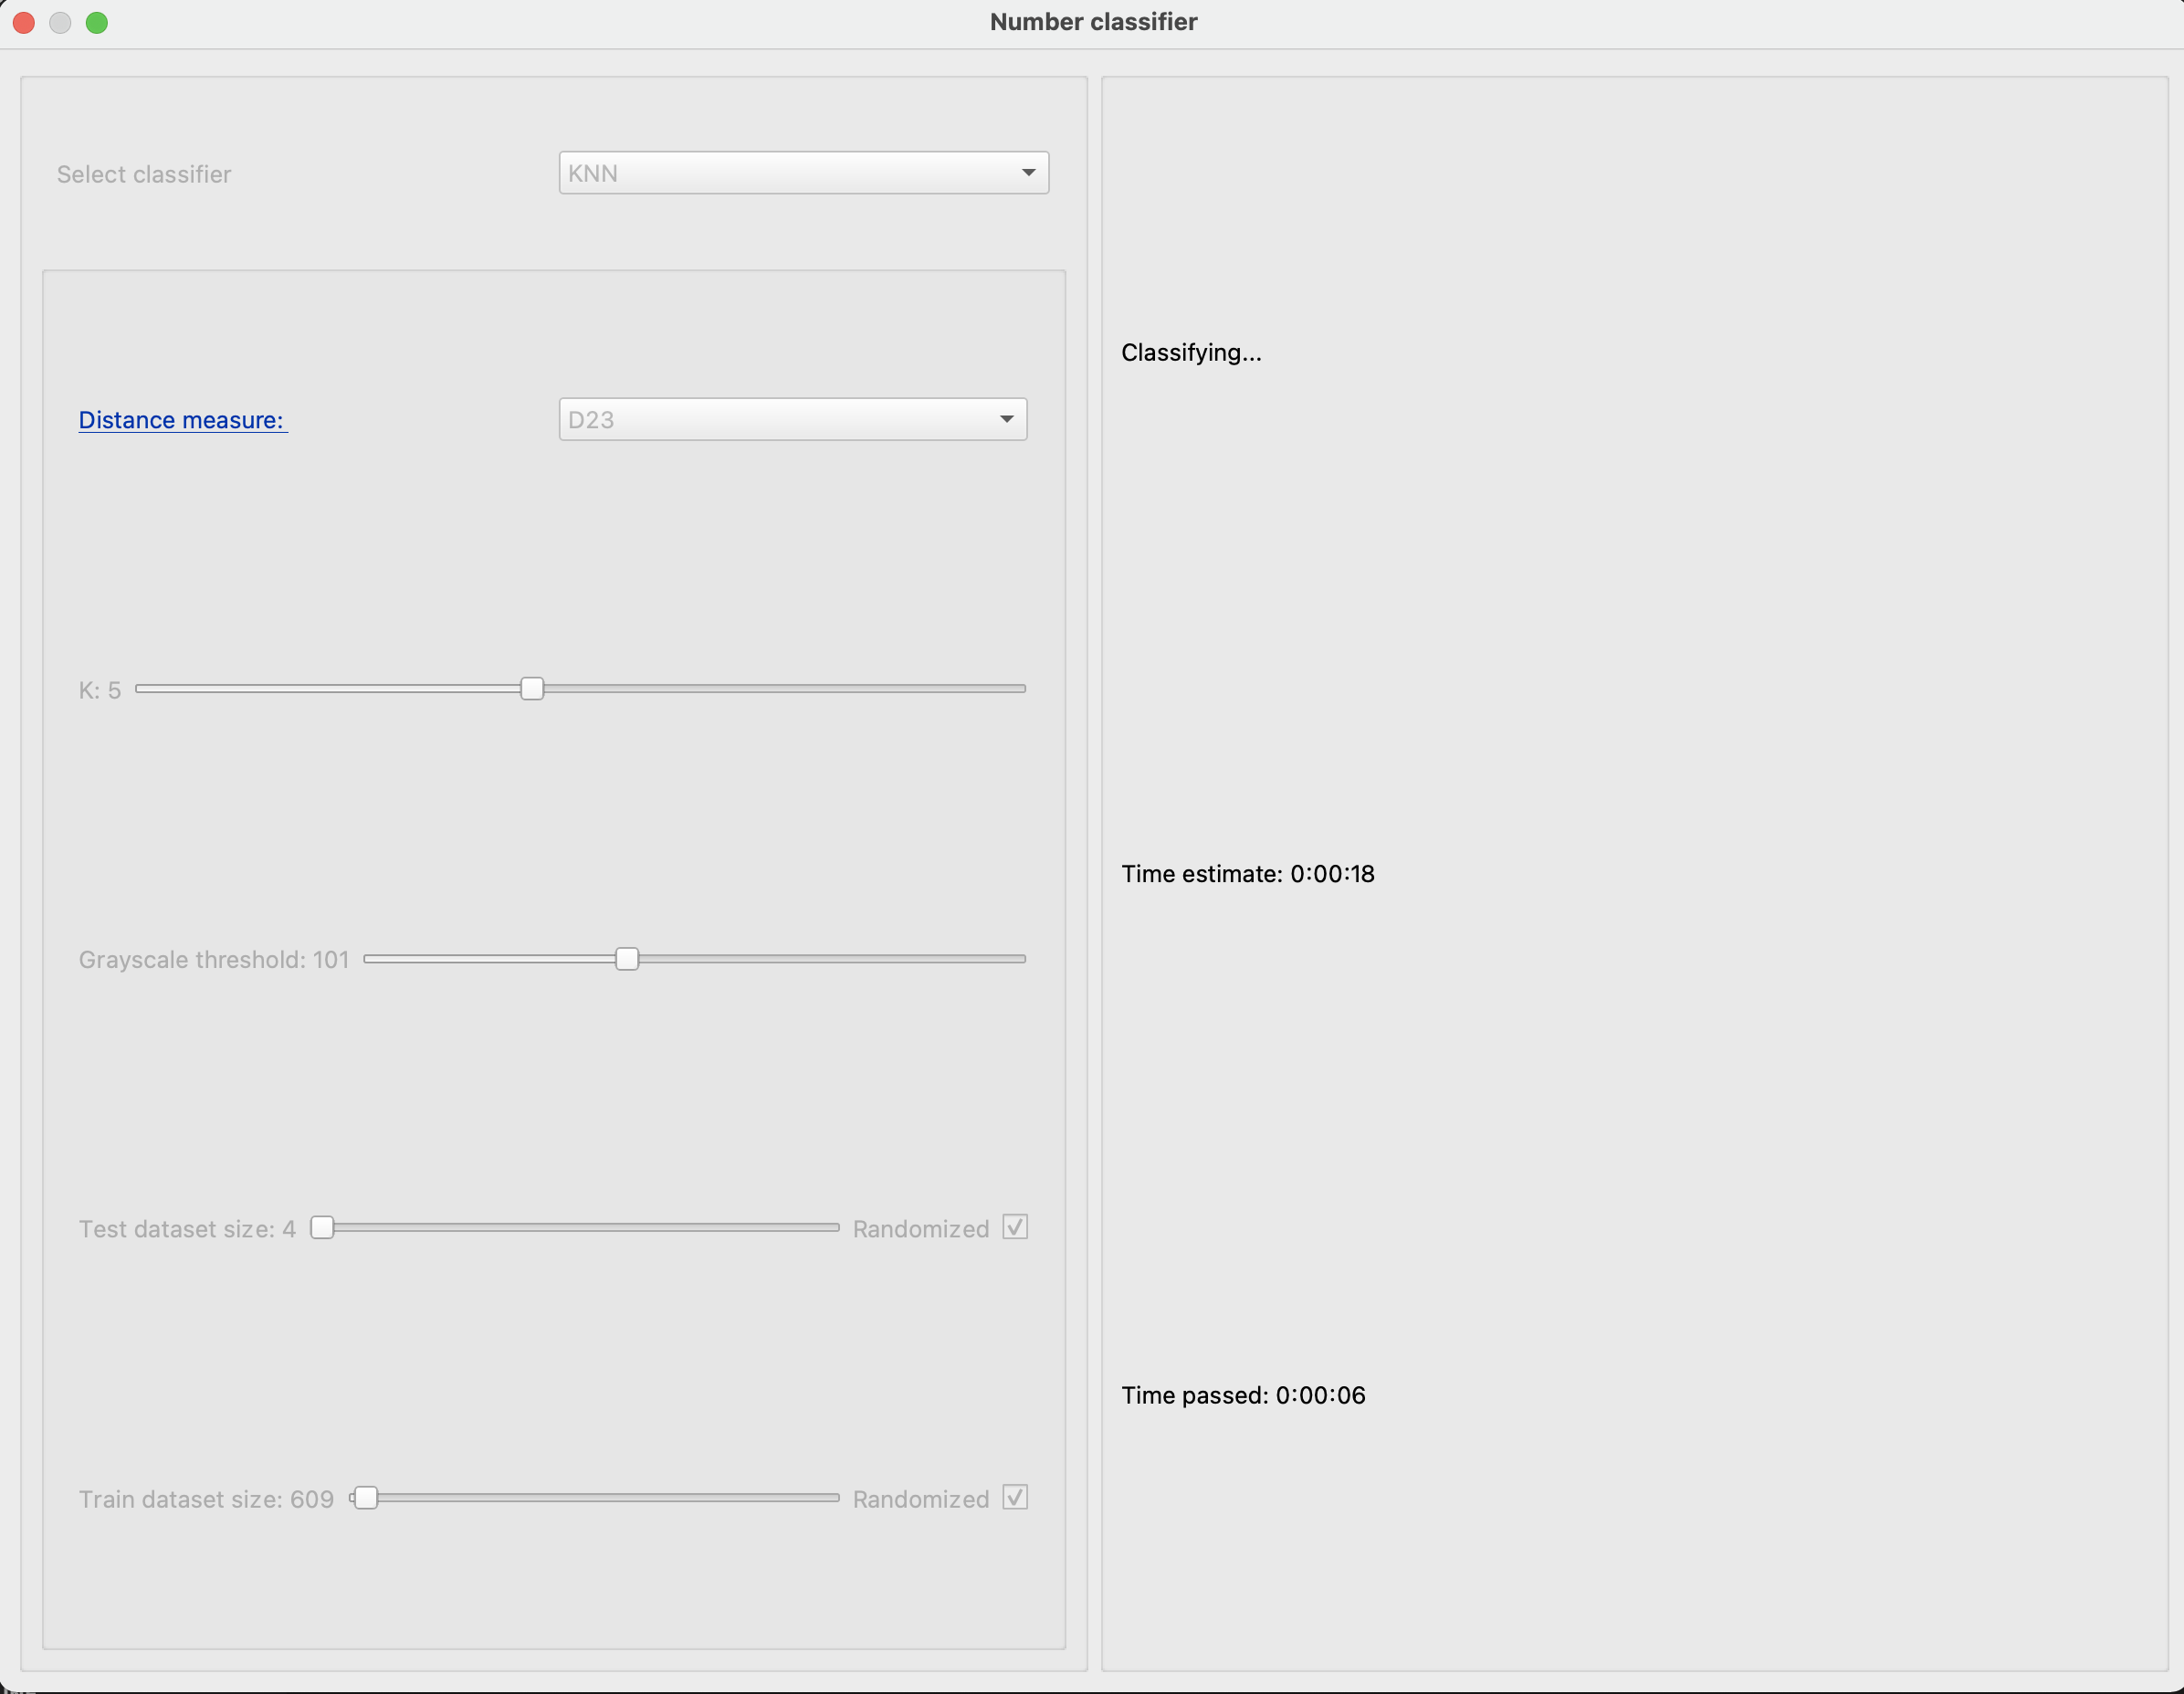 Number classifier
Select classifier
KNN
Distance measure:
D23
K: 5
Grayscale threshold: 101
Test dataset size: 4
Randomized
Train dataset size: 609
Randomized
Classifying...
Time estimate: 0:00:18
Time passed: 0:00:06